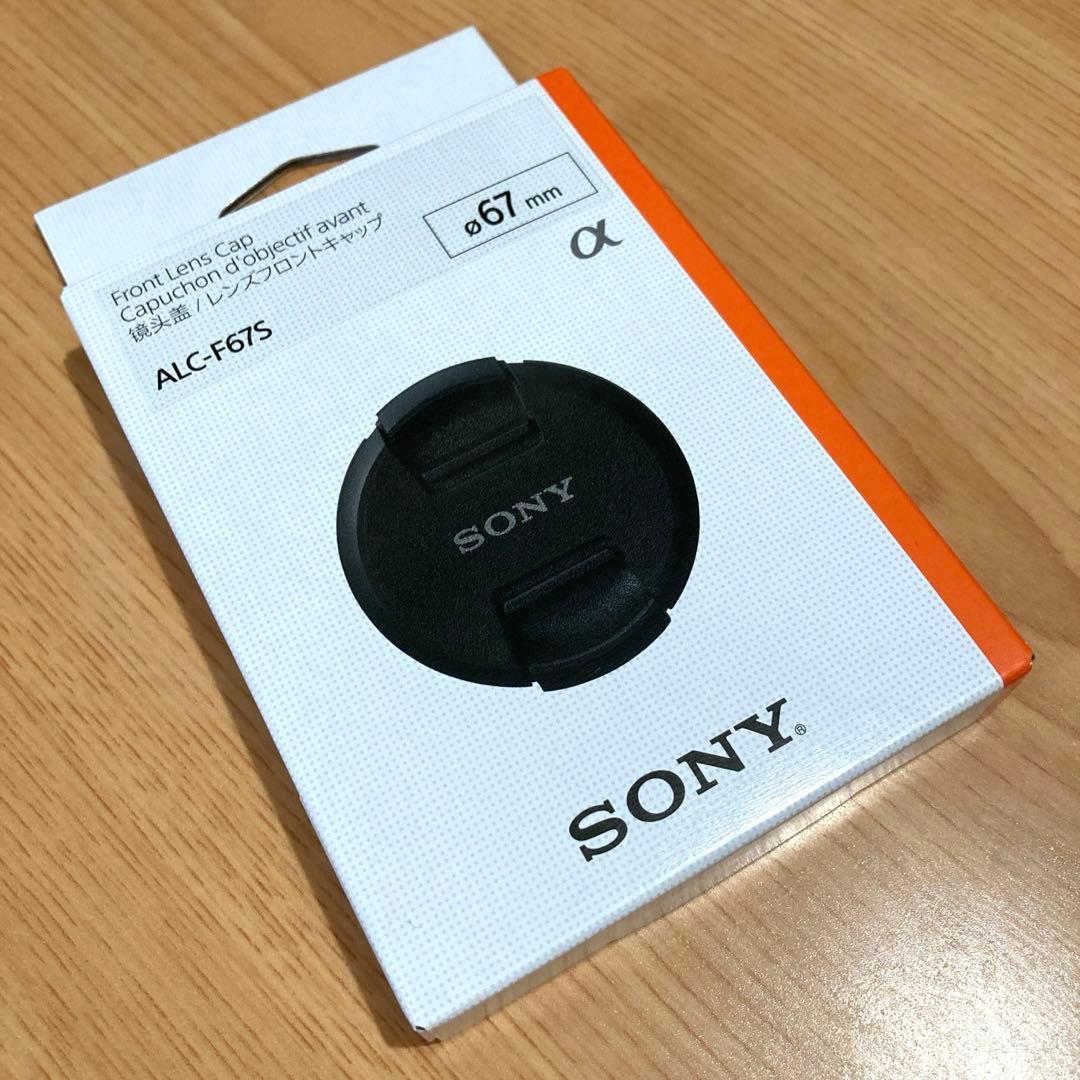 Front Lens Cap
Capuchon d'objectif avant
镜头盖 / レンズフロントキャップ
ALC-F67S
ø67 mm
α
SONY
SONY®